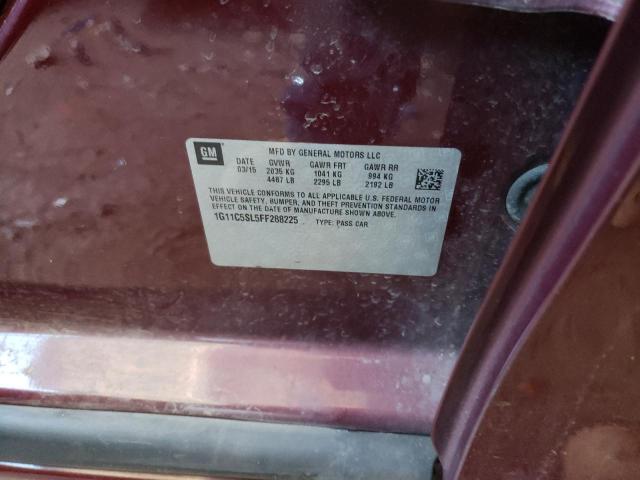 GM
MFD BY GENERAL MOTORS LLC
DATE GVWR GAWR FRT GAWR RR
03/15 2035 KG 1041 KG 994 KG
4487 LB 2295 LB 2192 LB
THIS VEHICLE CONFORMS TO ALL APPLICABLE U.S. FEDERAL MOTOR
VEHICLE SAFETY, BUMPER, AND THEFT PREVENTION STANDARDS IN
EFFECT ON THE DATE OF MANUFACTURE SHOWN ABOVE.
1G11C5SL5FF288225 TYPE: PASS CAR